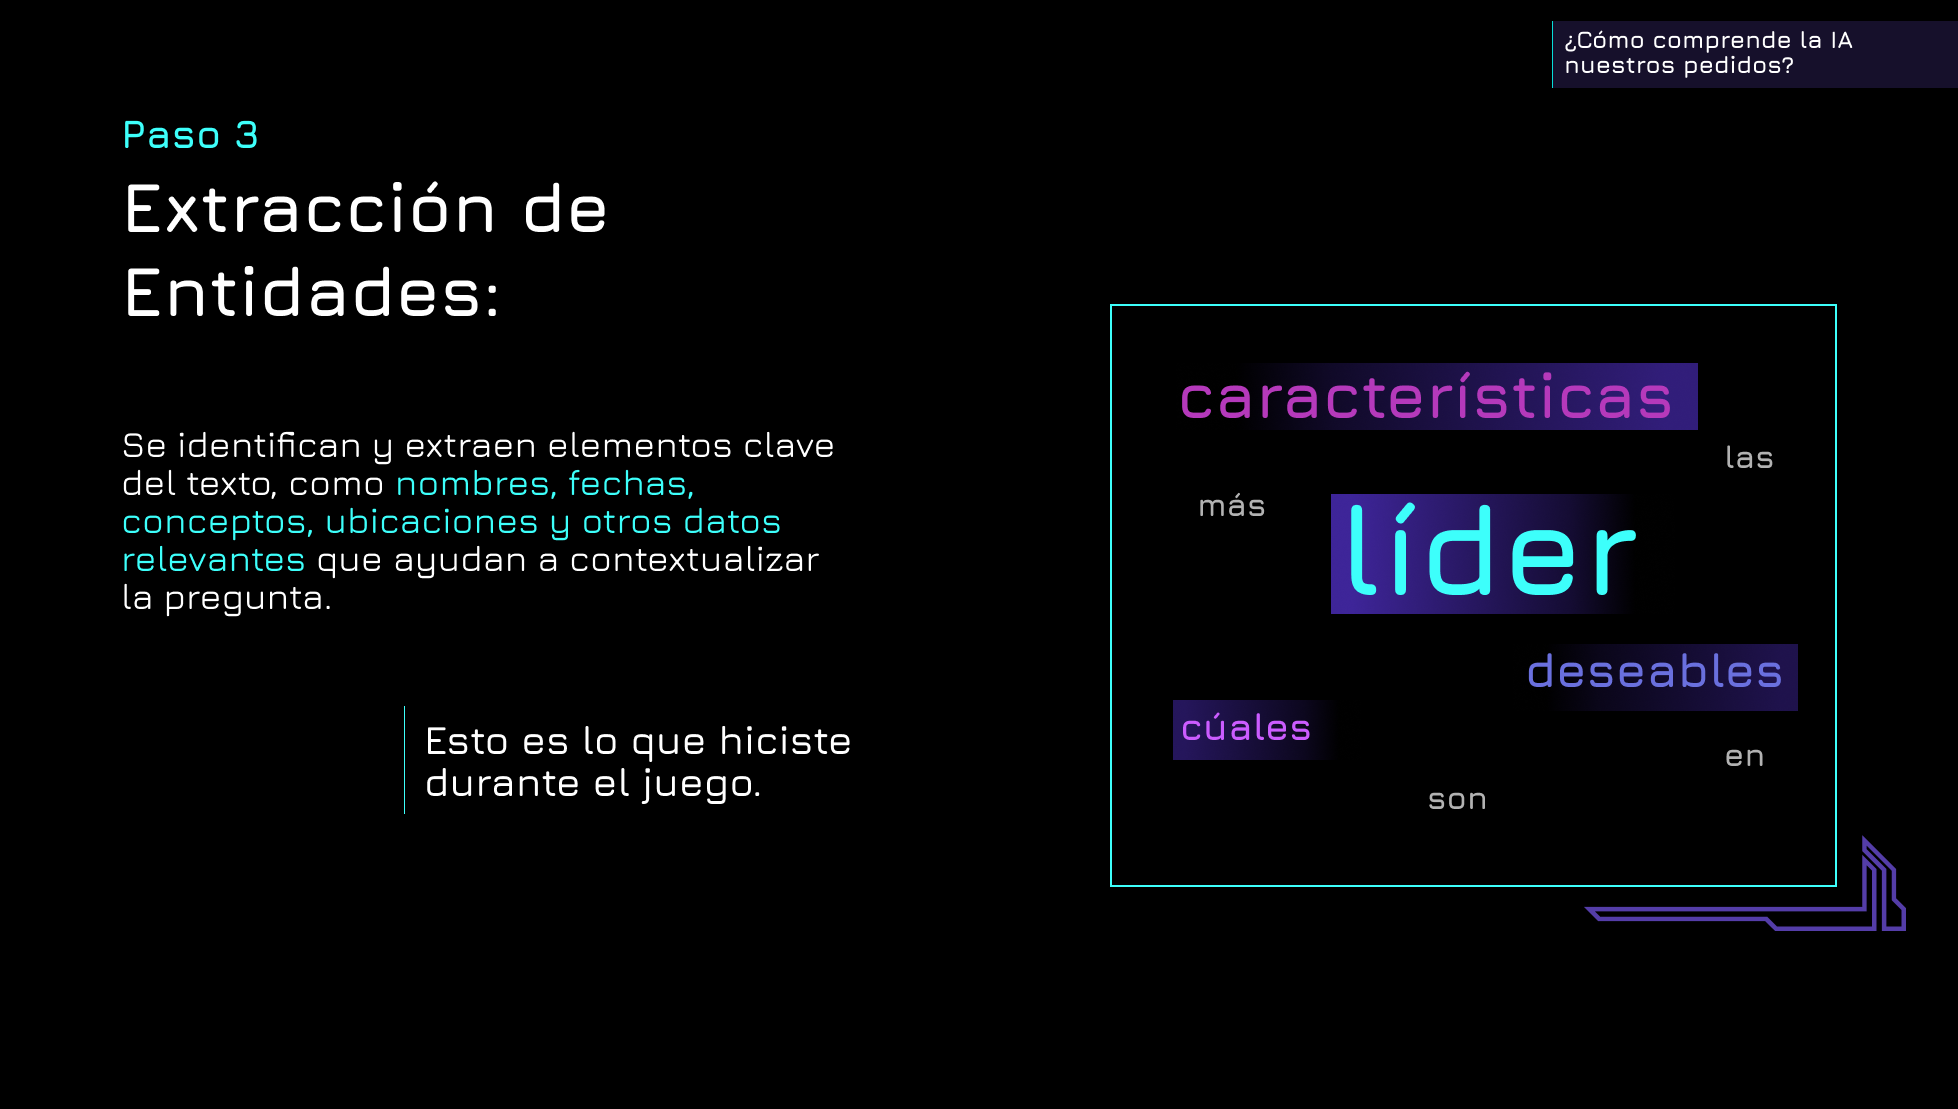 ¿Cómo comprende la IA
nuestros pedidos?
Paso 3
Extracción de
Entidades:
Se identifican y extraen elementos clave
del texto, como nombres, fechas,
conceptos, ubicaciones y otros datos
relevantes que ayudan a contextualizar
la pregunta.
Esto es lo que hiciste
durante el juego.
características
las
más
líder
deseables
cúales
en
son